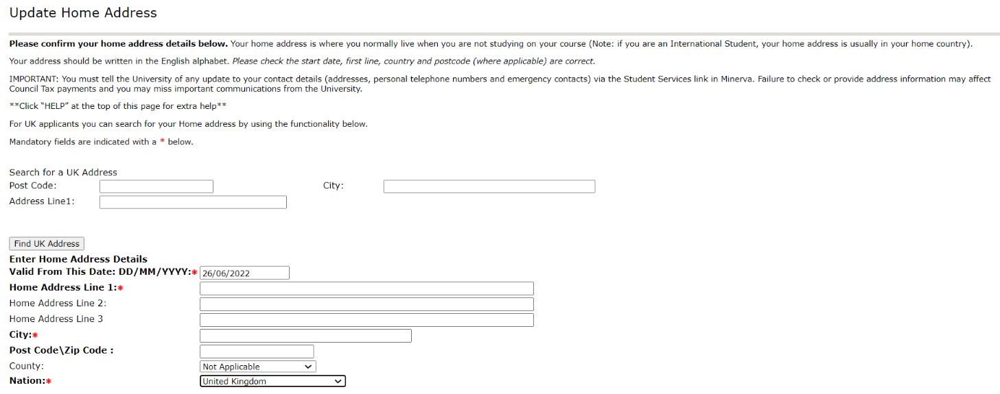 Update Home Address
Please confirm your home address details below. Your home address is where you normally live when you are not studying on your course (Note: if you are an International Student, your home address is usually in your home country).
Your address should be written in the English alphabet. Please check the start date, first line, country and postcode (where applicable) are correct.
IMPORTANT: You must tell the University of any update to your contact details (addresses, personal telephone numbers and emergency contacts) via the Student Services link in Minerva. Failure to check or provide address information may affect
Council Tax payments and you may miss important communications from the University.
**Click "HELP" at the top of this page for extra help**
For UK applicants you can search for your Home address by using the functionality below.
Mandatory fields are indicated with a * below.
Search for a UK Address
Post Code: City:
Address Line1:
Find UK Address
Enter Home Address Details
Valid From This Date: DD/MM/YYYY:* 26/06/2022
Home Address Line 1:*
Home Address Line 2:
Home Address Line 3
City:*
Post Code\Zip Code :
County: Not Applicable
Nation:* United Kingdom